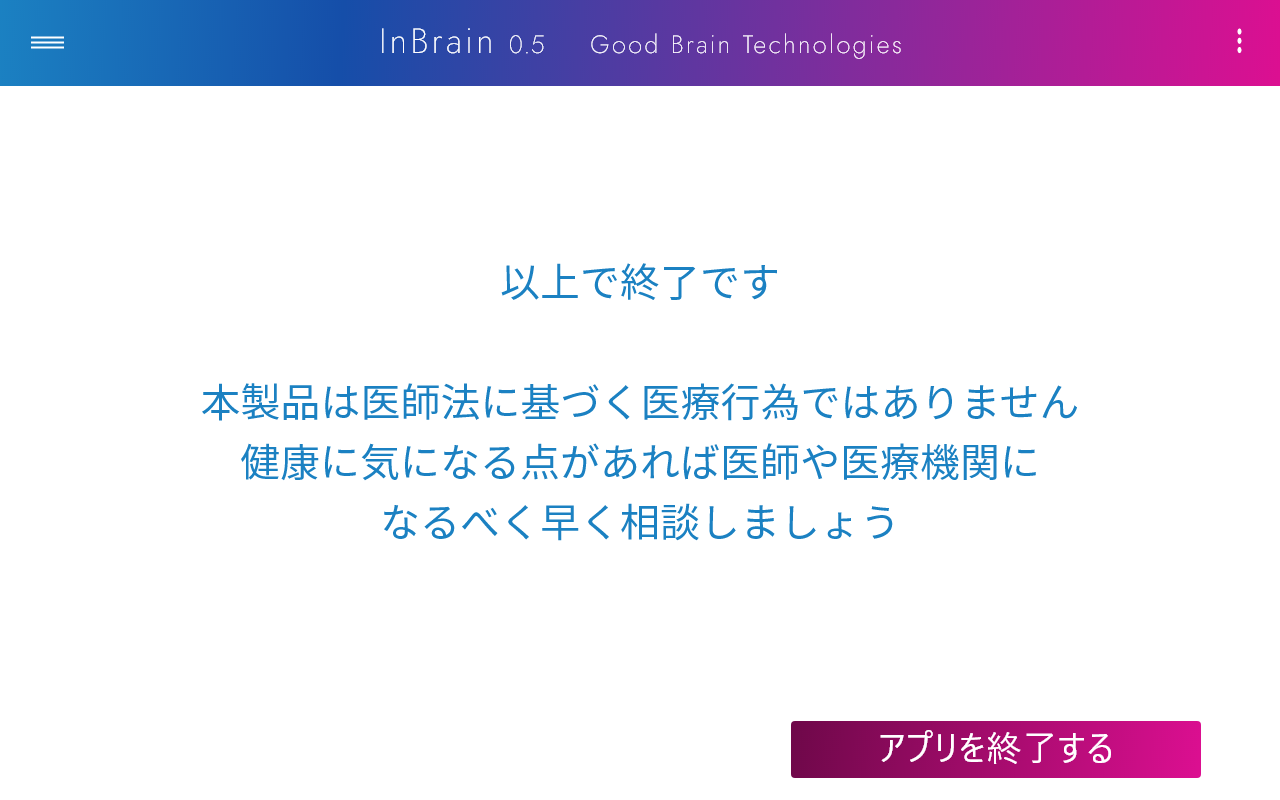 InBrain 0.5 Good Brain Technologies
以上で終了です
本製品は医師法に基づく医療行為ではありません
健康に気になる点があれば医師や医療機関に
なるべく早く相談しましょう
アプリを終了する